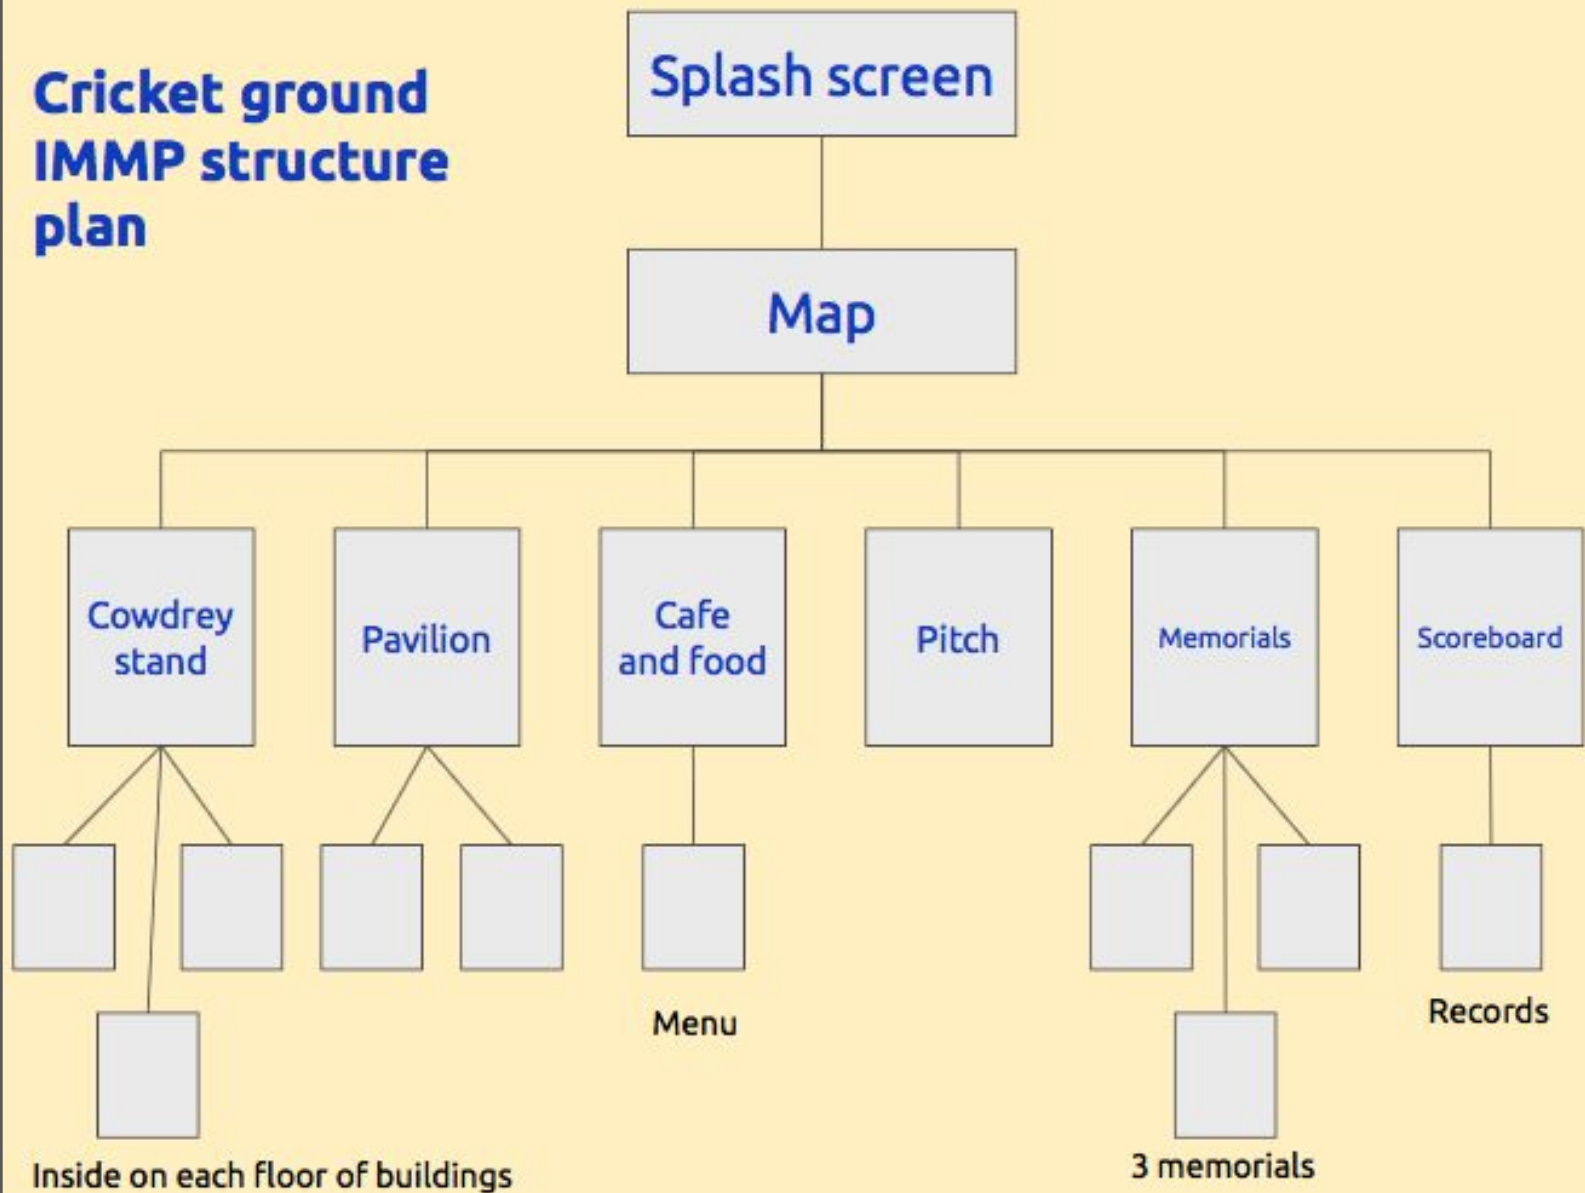 Cricket ground
IMMP structure
plan
Splash screen
Map
Cowdrey
stand
Pavilion
Cafe
and food
Pitch
Memorials
Scoreboard
Menu
Records
Inside on each floor of buildings
3 memorials